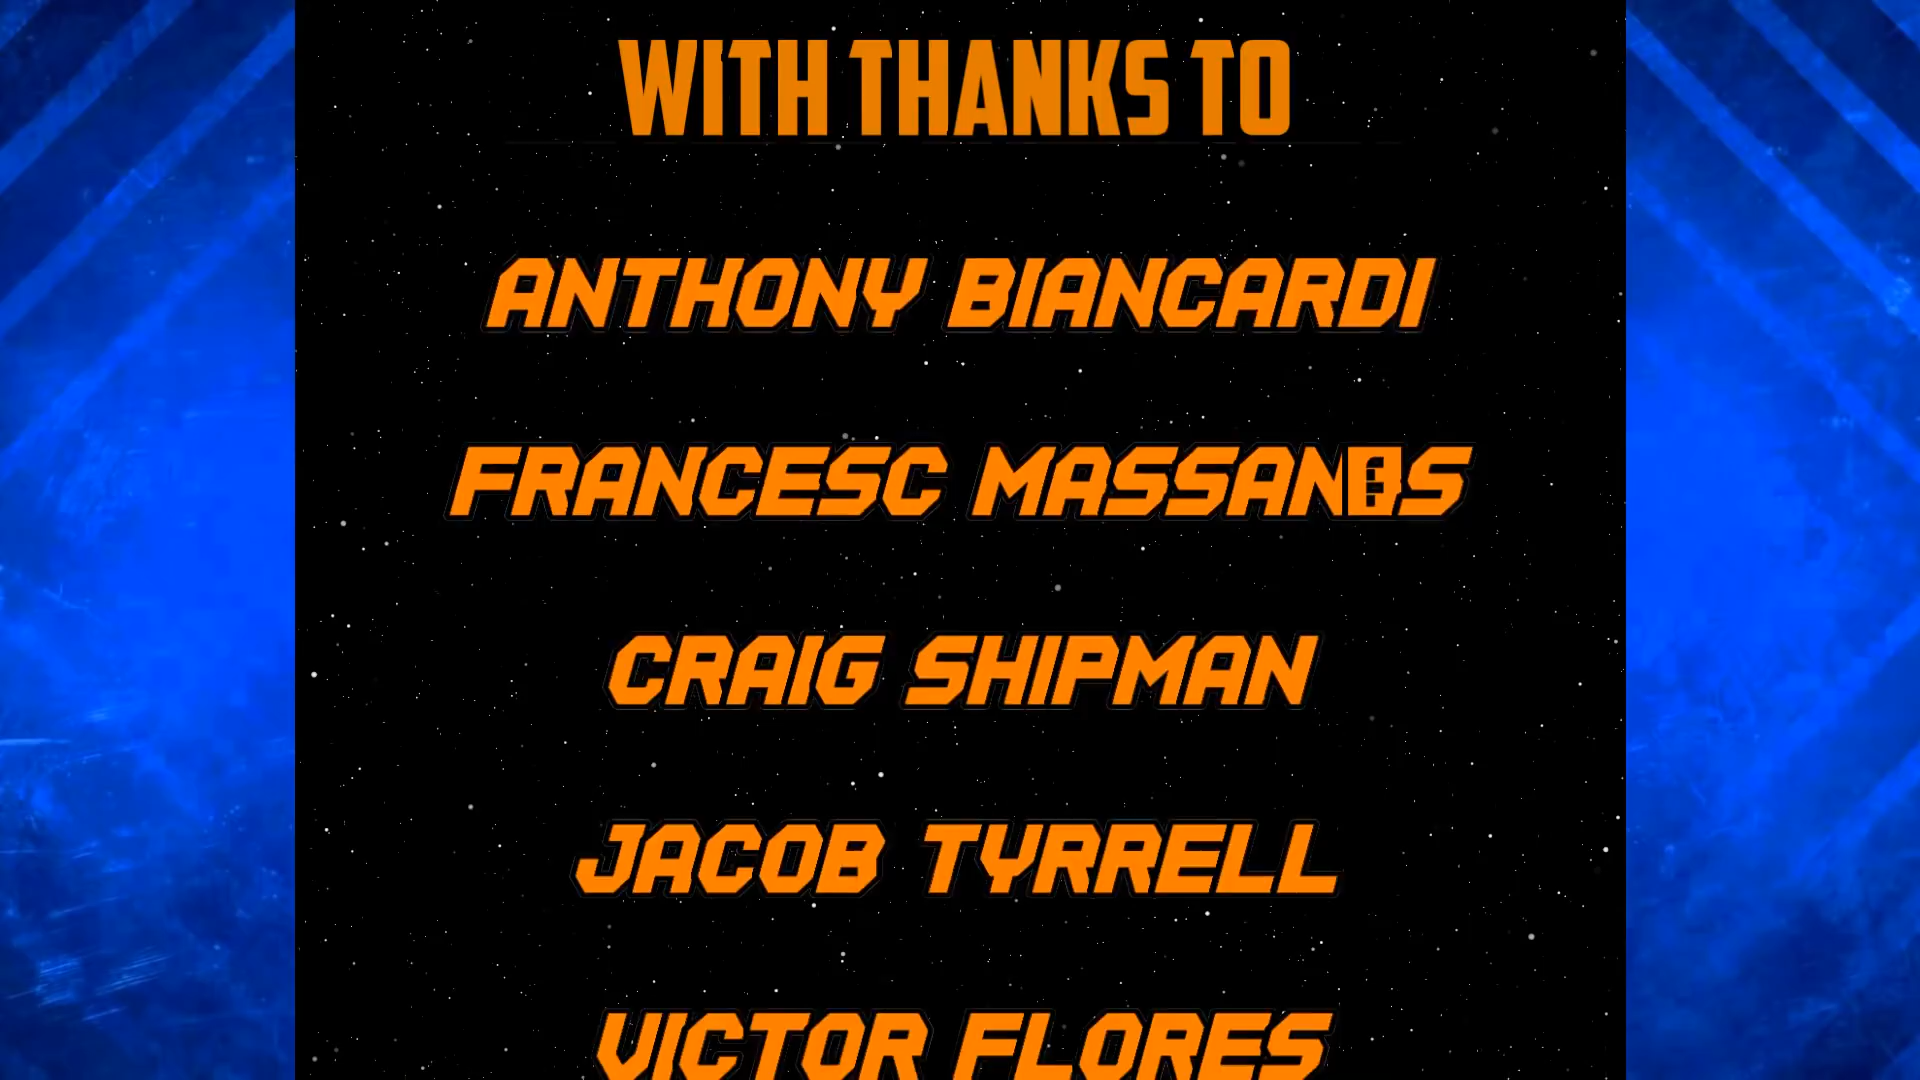 WITH THANKS TO
ANTHONY BIANCARDI
FRANCESC
CRAIG SHIPMAN
JACOB TYRRELL
VICTOR FLORES